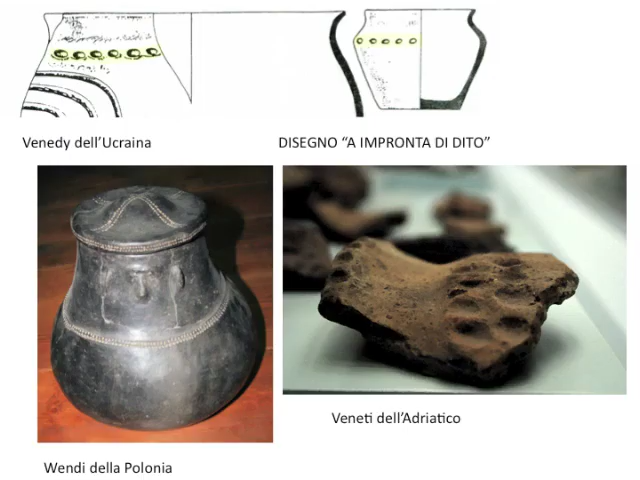 Venedy dell'Ucraina
DISEGNO "A IMPRONTA DI DITO"
Veneti dell'Adriatico
Wendi della Polonia